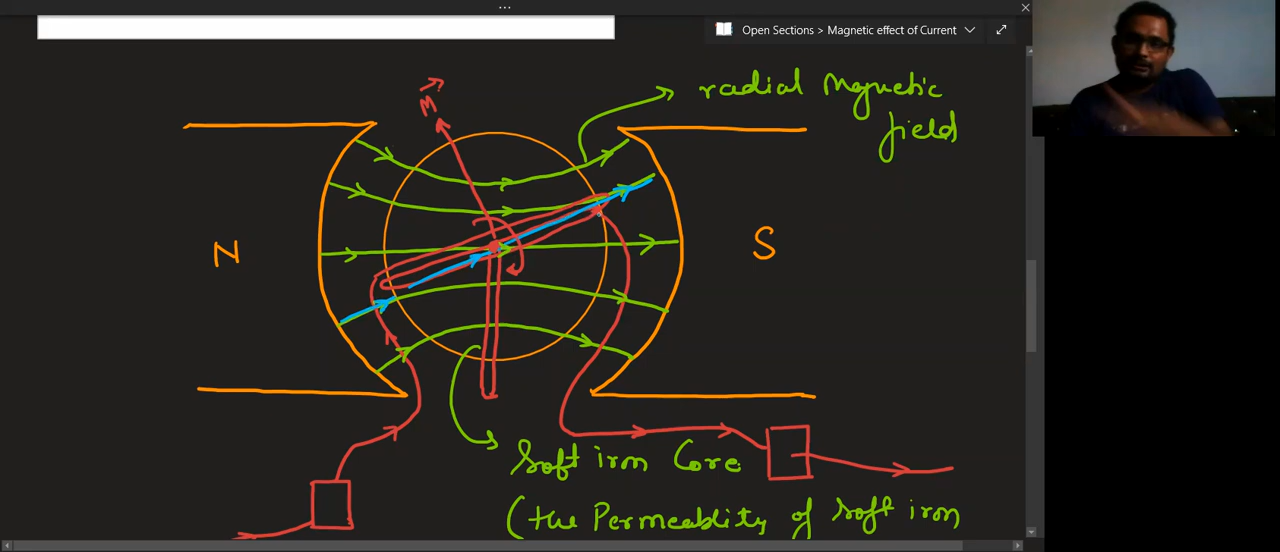 Open Sections > Magnetic effect of Current
M
radial Magnetic
field
N
S
Soft iron Core
(the Permeablity of Soft iron